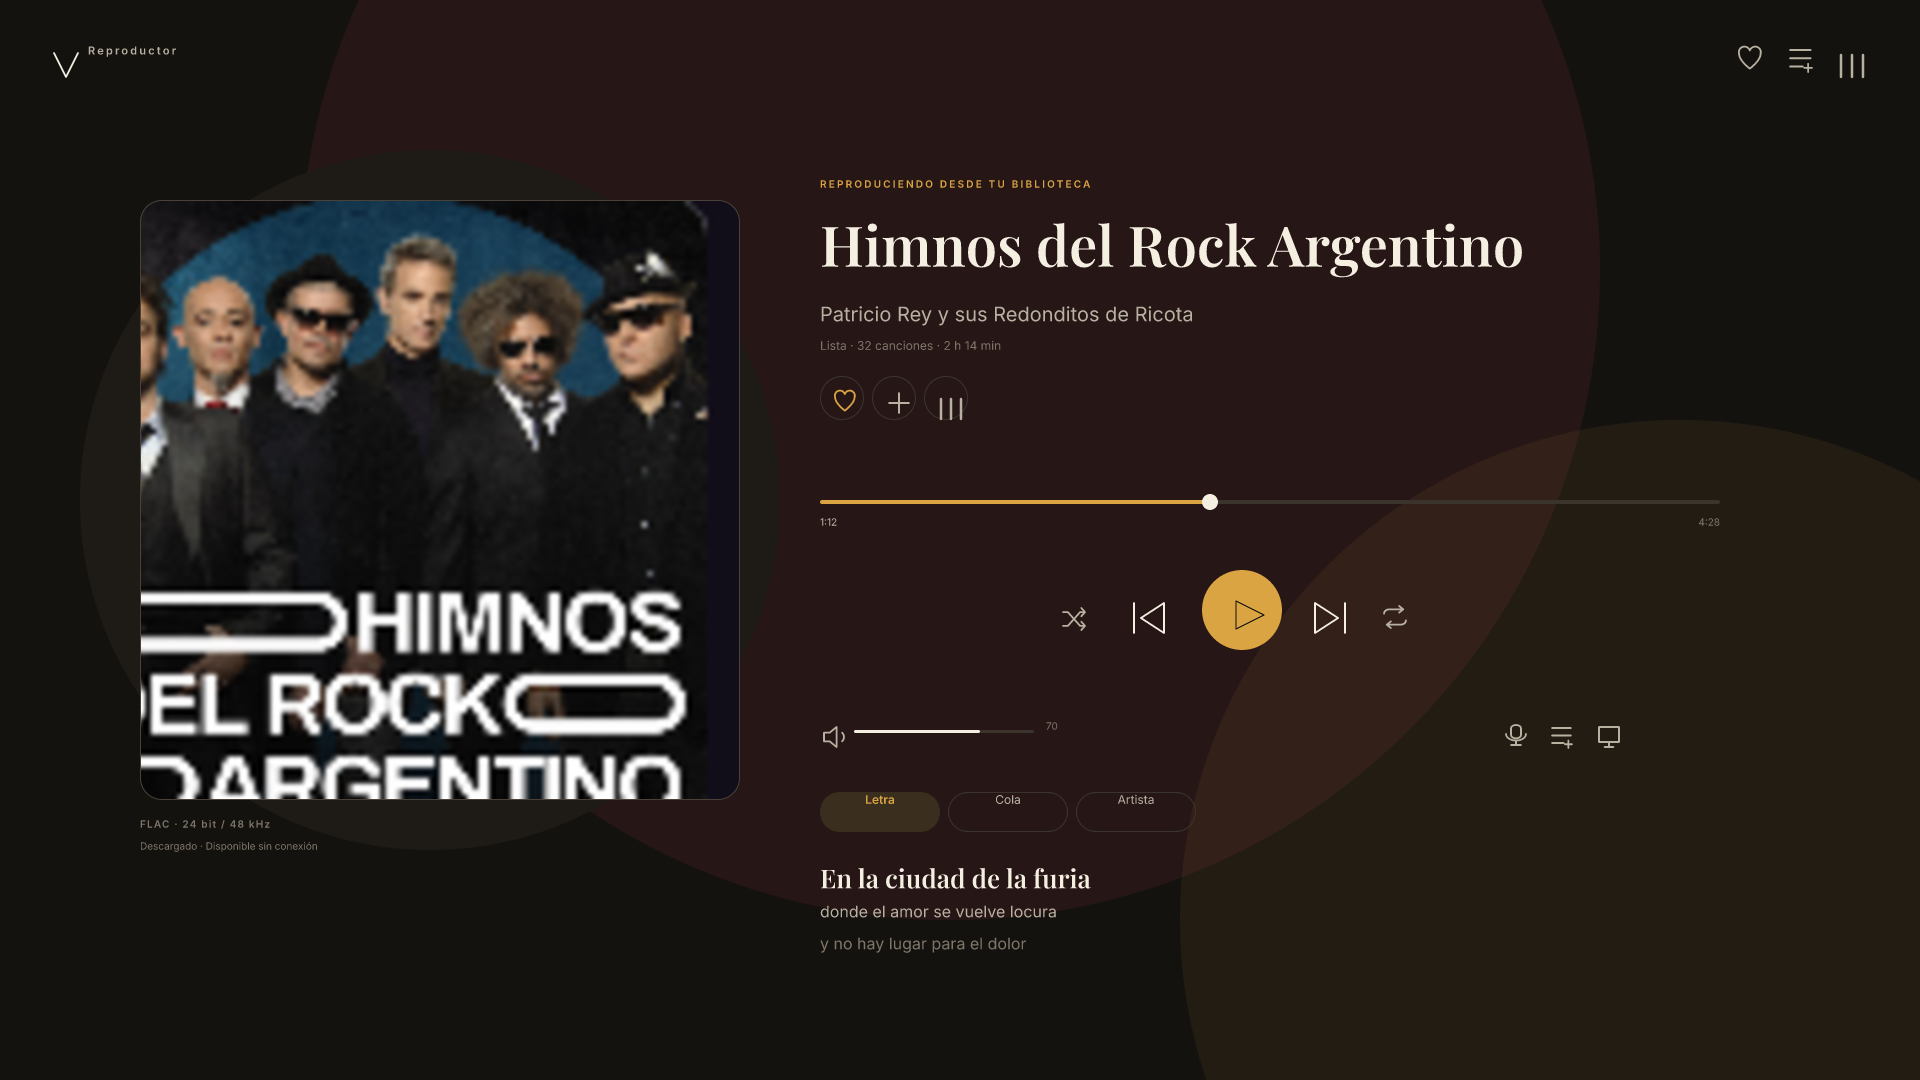 Reproductor
REPRODUCIENDO DESDE TU BIBLIOTECA
Himnos del Rock Argentino
Patricio Rey y sus Redonditos de Ricota
Lista · 32 canciones · 2 h 14 min
1:12
4:28
70
Letra
Cola
Artista
En la ciudad de la furia
donde el amor se vuelve locura
y no hay lugar para el dolor
HIMNOS
DEL ROCK
ARGENTINO
FLAC · 24 bit / 48 kHz
Descargado · Disponible sin conexión